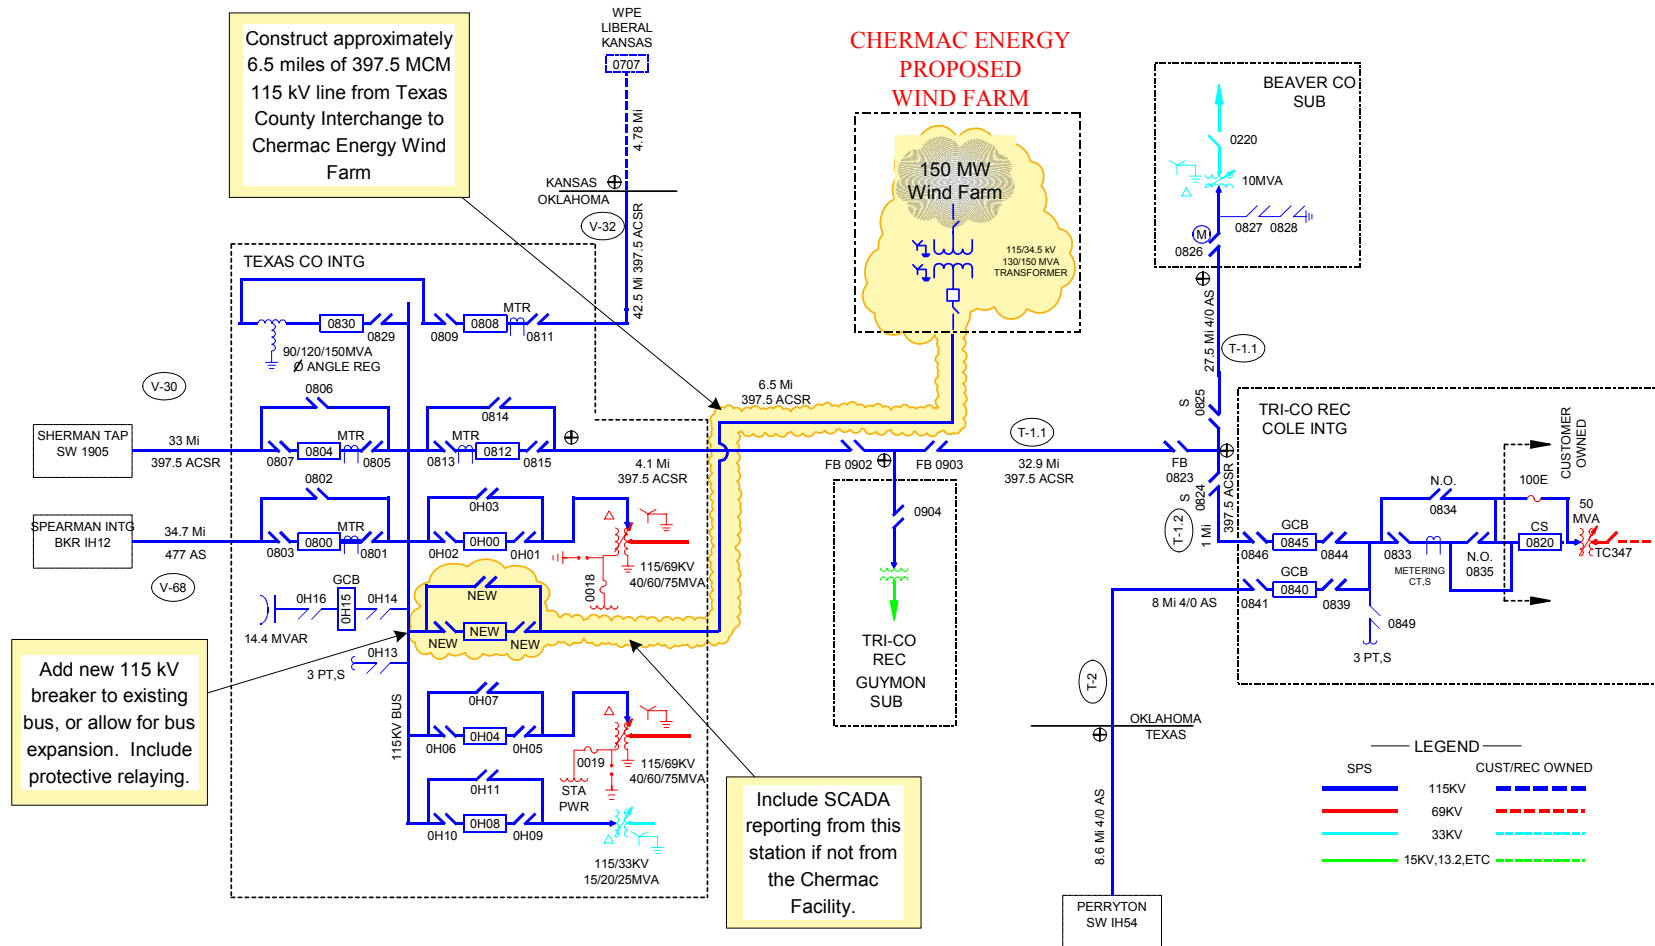 Construct approximately
6.5 miles of 397.5 MCM
115 kV line from Texas
County Interchange to
Chermac Energy Wind
Farm
WPE
LIBERAL
KANSAS
0707
4.78 Mi
KANSAS
OKLAHOMA
V-32
42.5 Mi 397.5 ACSR
CHERMAC ENERGY
PROPOSED
WIND FARM
150 MW
Wind Farm
115/34.5 kV
130/150 MVA
TRANSFORMER
BEAVER CO
SUB
0220
10MVA
0827 0828
M
0826
27.5 Mi 4/0 AS
T-1.1
TEXAS CO INTG
0830
0829
90/120/150MVA
Ø ANGLE REG
0809
0808
MTR
0811
V-30
SHERMAN TAP
SW 1905
33 Mi
397.5 ACSR
0806
0807
0804
MTR
0805
0814
0813
MTR
0812
0815
6.5 Mi
397.5 ACSR
4.1 Mi
397.5 ACSR
FB 0902
FB 0903
T-1.1
32.9 Mi
397.5 ACSR
FB
0823
S
0825
S
0824
397.5 ACSR
T-1.2
1 Mi
SPEARMAN INTG
BKR IH12
34.7 Mi
477 AS
V-68
0802
0803
0800
MTR
0801
0H03
0H02
0H00
0H01
0018
115/69KV
40/60/75MVA
14.4 MVAR
0H16
GCB
0H15
0H14
0H13
3 PT,S
NEW
NEW
NEW
NEW
115KV BUS
0H07
0H06
0H04
0H05
0019
STA
PWR
115/69KV
40/60/75MVA
0H11
0H10
0H08
0H09
115/33KV
15/20/25MVA
Add new 115 kV
breaker to existing
bus, or allow for bus
expansion. Include
protective relaying.
Include SCADA
reporting from this
station if not from
the Chermac
Facility.
0904
TRI-CO
REC
GUYMON
SUB
TRI-CO REC
COLE INTG
CUSTOMER
OWNED
0846
GCB
0845
0844
0841
GCB
0840
0839
8 Mi 4/0 AS
N.O.
0834
0833
METERING
CT,S
N.O.
0835
100E
CS
0820
50
MVA
TC347
0849
3 PT,S
T-2
OKLAHOMA
TEXAS
8.6 Mi 4/0 AS
PERRYTON
SW IH54
LEGEND
SPS
CUST/REC OWNED
115KV
69KV
33KV
15KV,13.2,ETC